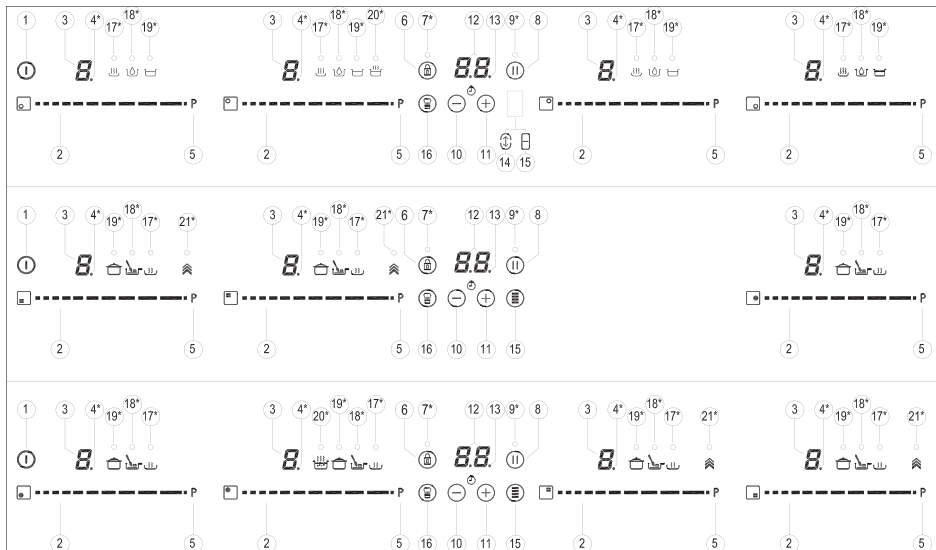 18* 18* 20* 18* 18*
1 3 4* 17* 19* 3 4* 17* 19* 6 7* 12 13 9* 8 3 4* 17* 19* 3 4* 17* 19*
8. 8. 88. 8. 8.
P P P P
2 5 2 5 16 10 11 14 15 2 5 2 5
18* 18* 18*
1 3 4* 19* 17* 21* 3 4* 19* 17* 21* 6 7* 12 13 9* 8 3 4* 19* 17*
8. 8. 88. 8.
P P P
2 5 2 5 16 10 11 15 2 5
18* 19* 17* 18* 18*
1 3 4* 19* 17* 3 4* 20* 18* 6 7* 12 13 9* 8 3 4* 19* 17* 21* 3 4* 19* 17* 21*
8. 8. 88. 8. 8.
P P P P
2 5 2 5 16 10 11 15 2 5 2 5